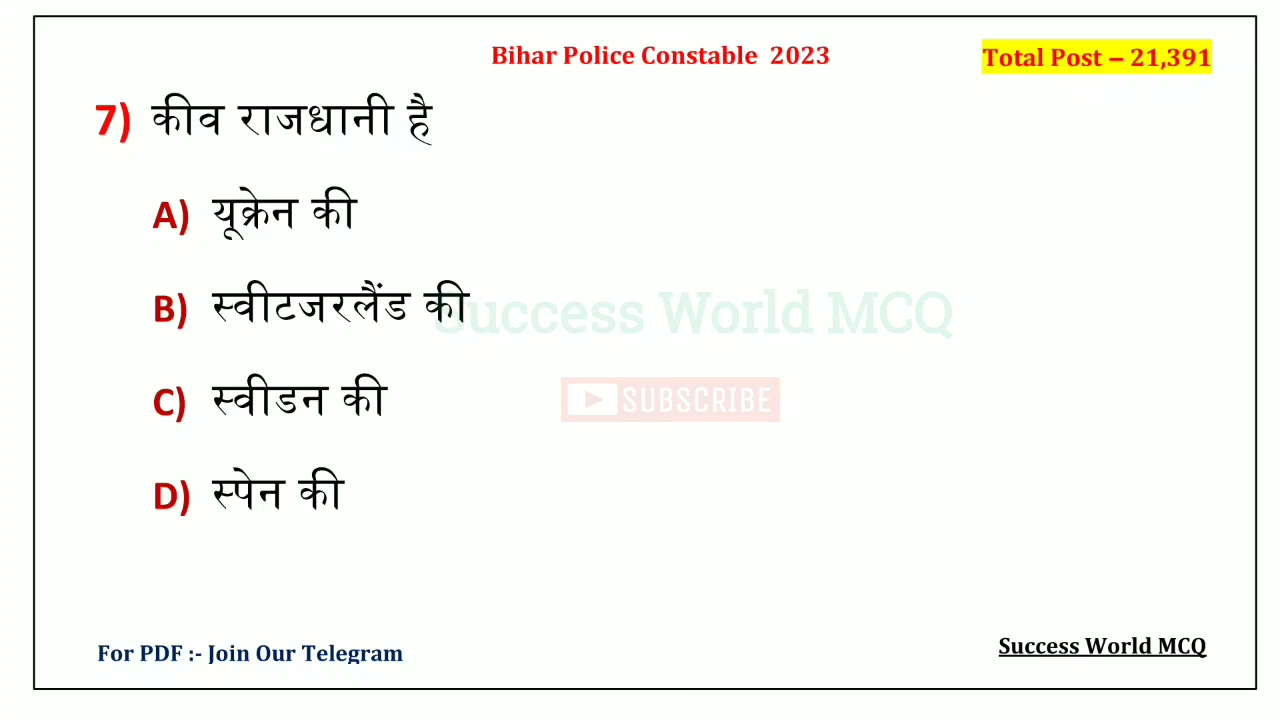 Bihar Police Constable 2023
Total Post – 21,391
7) कीव राजधानी है
A) यूक्रेन की
B) स्वीटजरलैंड की
Success World MCQ
C) स्वीडन की
SUBSCRIBE
D) स्पेन की
For PDF :- Join Our Telegram
Success World MCQ